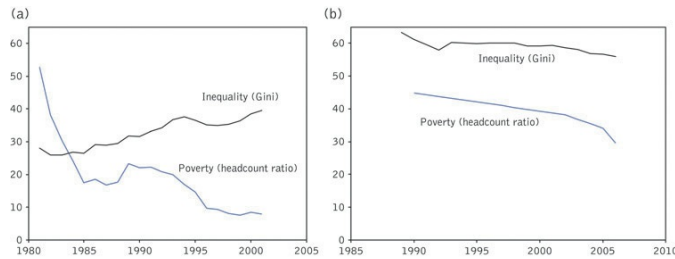 (a)
60
50
40
30
20
10
0
Inequality (Gini)
Poverty (headcount ratio)
1980 1985 1990 1995 2000 2005
(b)
60
50
40
30
20
10
0
Inequality (Gini)
Poverty (headcount ratio)
1985 1990 1995 2000 2005 2010